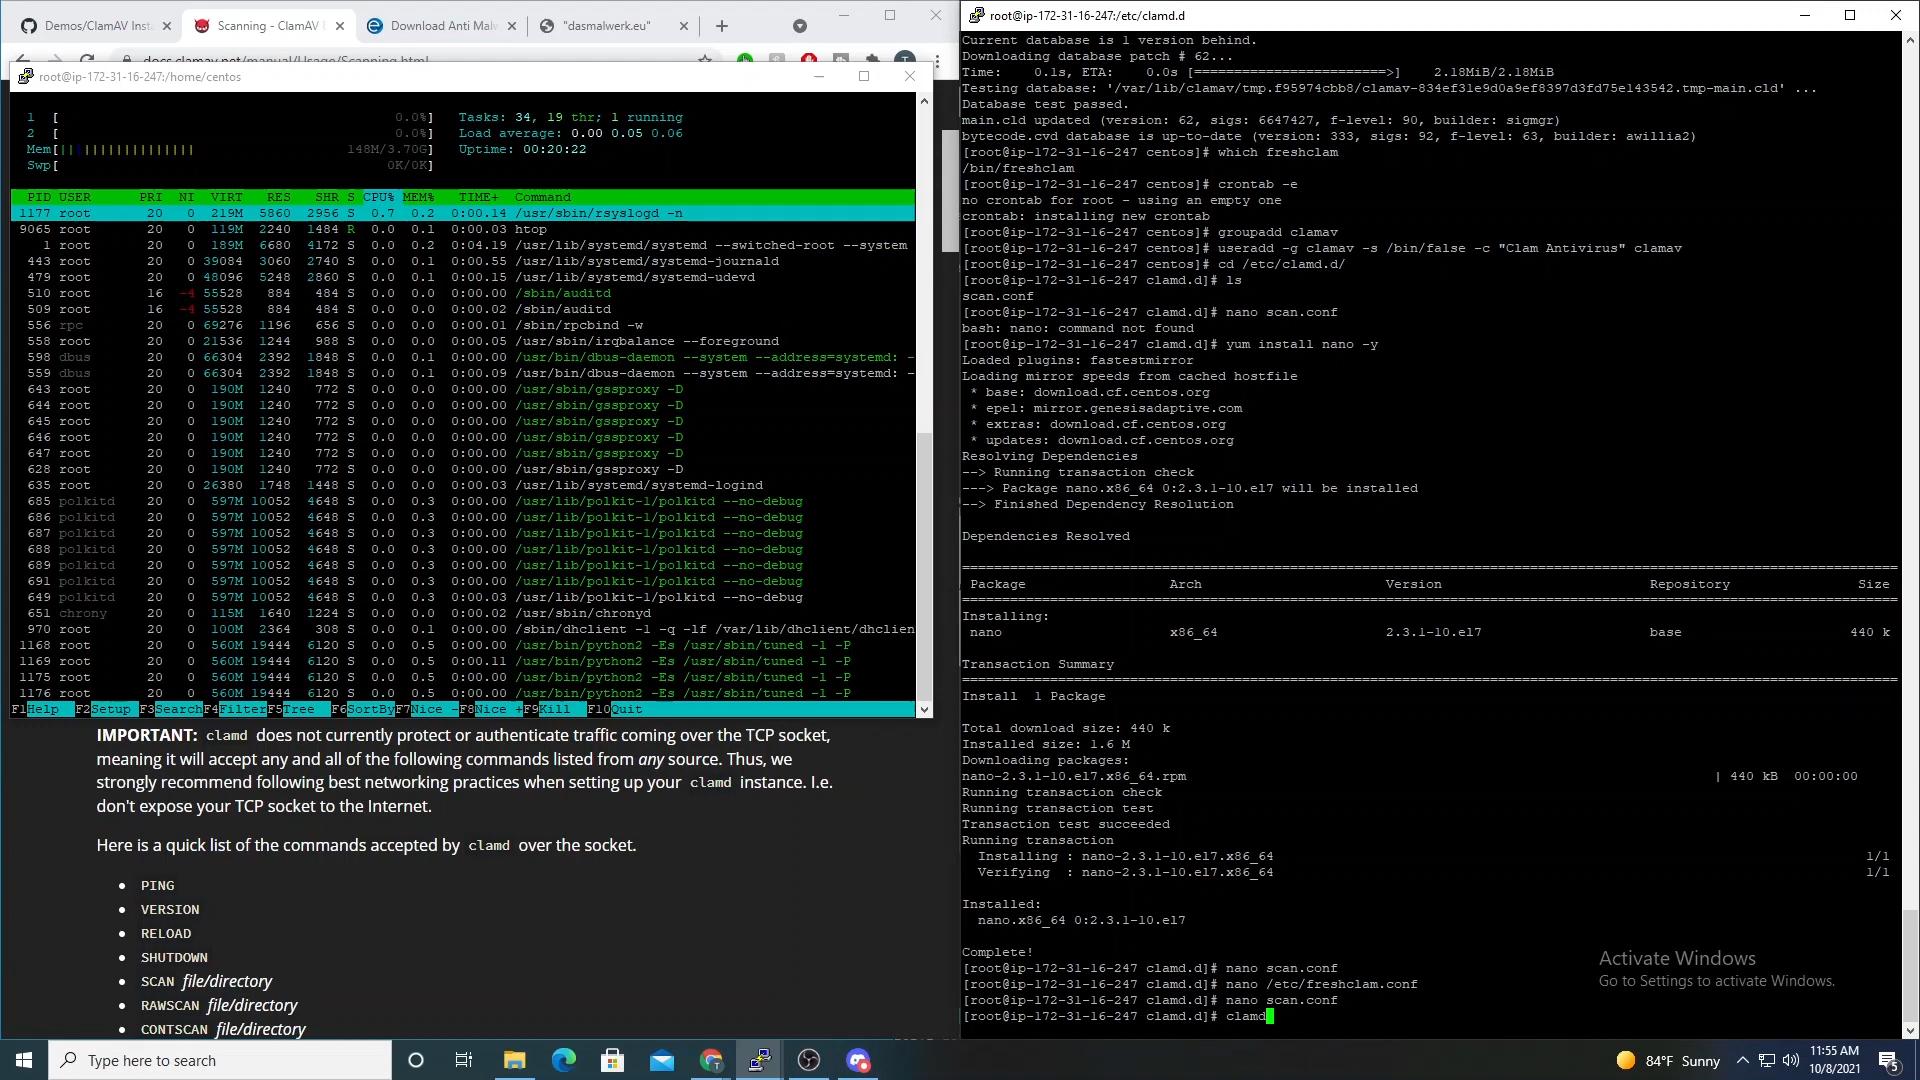 Demos/ClamAV Insta
Scanning - ClamAV
Download Anti Malw
"dasmalwerk.eu"
docs.clamav.net/manual/Usage/Scanning.html
root@ip-172-31-16-247:/home/centos
1 [ 0.0%] Tasks: 34, 19 thr; 1 running
2 [ 0.0%] Load average: 0.00 0.05 0.06
Mem[||||||||||||||||| 148M/3.70G] Uptime: 00:20:22
Swp[ 0K/0K]
PID USER PRI NI VIRT RES SHR S CPU% MEM% TIME+ Command
1177 root 20 0 219M 5860 2956 S 0.7 0.2 0:00.14 /usr/sbin/rsyslogd -n
9065 root 20 0 119M 2240 1484 R 0.0 0.1 0:00.03 htop
1 root 20 0 189M 6680 4172 S 0.0 0.2 0:04.19 /usr/lib/systemd/systemd --switched-root --system
443 root 20 0 39084 3060 2740 S 0.0 0.1 0:00.55 /usr/lib/systemd/systemd-journald
479 root 20 0 48096 5248 2860 S 0.0 0.1 0:00.15 /usr/lib/systemd/systemd-udevd
510 root 16 -4 55528 884 484 S 0.0 0.0 0:00.00 /sbin/auditd
509 root 16 -4 55528 884 484 S 0.0 0.0 0:00.02 /sbin/auditd
556 rpc 20 0 69276 1196 656 S 0.0 0.0 0:00.01 /sbin/rpcbind -w
558 root 20 0 21536 1244 988 S 0.0 0.0 0:00.05 /usr/sbin/irqbalance --foreground
598 dbus 20 0 66304 2392 1848 S 0.0 0.1 0:00.00 /usr/bin/dbus-daemon --system --address=systemd: -
559 dbus 20 0 66304 2392 1848 S 0.0 0.1 0:00.09 /usr/bin/dbus-daemon --system --address=systemd: -
643 root 20 0 190M 1240 772 S 0.0 0.0 0:00.00 /usr/sbin/gssproxy -D
644 root 20 0 190M 1240 772 S 0.0 0.0 0:00.00 /usr/sbin/gssproxy -D
645 root 20 0 190M 1240 772 S 0.0 0.0 0:00.00 /usr/sbin/gssproxy -D
646 root 20 0 190M 1240 772 S 0.0 0.0 0:00.00 /usr/sbin/gssproxy -D
647 root 20 0 190M 1240 772 S 0.0 0.0 0:00.00 /usr/sbin/gssproxy -D
628 root 20 0 190M 1240 772 S 0.0 0.0 0:00.00 /usr/sbin/gssproxy -D
635 root 20 0 26380 1748 1448 S 0.0 0.0 0:00.03 /usr/lib/systemd/systemd-logind
685 polkitd 20 0 597M 10052 4648 S 0.0 0.3 0:00.00 /usr/lib/polkit-1/polkitd --no-debug
686 polkitd 20 0 597M 10052 4648 S 0.0 0.3 0:00.00 /usr/lib/polkit-1/polkitd --no-debug
687 polkitd 20 0 597M 10052 4648 S 0.0 0.3 0:00.00 /usr/lib/polkit-1/polkitd --no-debug
688 polkitd 20 0 597M 10052 4648 S 0.0 0.3 0:00.00 /usr/lib/polkit-1/polkitd --no-debug
689 polkitd 20 0 597M 10052 4648 S 0.0 0.3 0:00.00 /usr/lib/polkit-1/polkitd --no-debug
691 polkitd 20 0 597M 10052 4648 S 0.0 0.3 0:00.00 /usr/lib/polkit-1/polkitd --no-debug
649 polkitd 20 0 597M 10052 4648 S 0.0 0.3 0:00.03 /usr/lib/polkit-1/polkitd --no-debug
651 chrony 20 0 115M 1640 1224 S 0.0 0.0 0:00.02 /usr/sbin/chronyd
970 root 20 0 100M 2364 308 S 0.0 0.1 0:00.00 /sbin/dhclient -1 -q -lf /var/lib/dhclient/dhclien
1168 root 20 0 560M 19444 6120 S 0.0 0.5 0:00.00 /usr/bin/python2 -Es /usr/sbin/tuned -l -P
1169 root 20 0 560M 19444 6120 S 0.0 0.5 0:00.11 /usr/bin/python2 -Es /usr/sbin/tuned -l -P
1175 root 20 0 560M 19444 6120 S 0.0 0.5 0:00.00 /usr/bin/python2 -Es /usr/sbin/tuned -l -P
1176 root 20 0 560M 19444 6120 S 0.0 0.5 0:00.00 /usr/bin/python2 -Es /usr/sbin/tuned -l -P
F1Help F2Setup F3SearchF4FilterF5Tree F6SortByF7Nice -F8Nice +F9Kill F10Quit
IMPORTANT: clamd does not currently protect or authenticate traffic coming over the TCP socket,
meaning it will accept any and all of the following commands listed from any source. Thus, we
strongly recommend following best networking practices when setting up your clamd instance. I.e.
don't expose your TCP socket to the Internet.
Here is a quick list of the commands accepted by clamd over the socket.
• PING
• VERSION
• RELOAD
• SHUTDOWN
• SCAN file/directory
• RAWSCAN file/directory
• CONTSCAN file/directory
root@ip-172-31-16-247:/etc/clamd.d
Current database is 1 version behind.
Downloading database patch # 62...
Time: 0.1s, ETA: 0.0s [========================>] 2.18MiB/2.18MiB
Testing database: '/var/lib/clamav/tmp.f95974cbb8/clamav-834ef31e9d0a9ef8397d3fd75e143542.tmp-main.cld' ...
Database test passed.
main.cld updated (version: 62, sigs: 6647427, f-level: 90, builder: sigmgr)
bytecode.cvd database is up-to-date (version: 333, sigs: 92, f-level: 63, builder: awillia2)
[root@ip-172-31-16-247 centos]# which freshclam
/bin/freshclam
[root@ip-172-31-16-247 centos]# crontab -e
no crontab for root - using an empty one
crontab: installing new crontab
[root@ip-172-31-16-247 centos]# groupadd clamav
[root@ip-172-31-16-247 centos]# useradd -g clamav -s /bin/false -c "Clam Antivirus" clamav
[root@ip-172-31-16-247 centos]# cd /etc/clamd.d/
[root@ip-172-31-16-247 clamd.d]# ls
scan.conf
[root@ip-172-31-16-247 clamd.d]# nano scan.conf
bash: nano: command not found
[root@ip-172-31-16-247 clamd.d]# yum install nano -y
Loaded plugins: fastestmirror
Loading mirror speeds from cached hostfile
* base: download.cf.centos.org
* epel: mirror.genesisadaptive.com
* extras: download.cf.centos.org
* updates: download.cf.centos.org
Resolving Dependencies
--> Running transaction check
---> Package nano.x86_64 0:2.3.1-10.el7 will be installed
--> Finished Dependency Resolution
Dependencies Resolved
Package Arch Version Repository Size
Installing:
nano x86_64 2.3.1-10.el7 base 440 k
Transaction Summary
Install 1 Package
Total download size: 440 k
Installed size: 1.6 M
Downloading packages:
nano-2.3.1-10.el7.x86_64.rpm | 440 kB 00:00:00
Running transaction check
Running transaction test
Transaction test succeeded
Running transaction
Installing : nano-2.3.1-10.el7.x86_64 1/1
Verifying : nano-2.3.1-10.el7.x86_64 1/1
Installed:
nano.x86_64 0:2.3.1-10.el7
Complete!
[root@ip-172-31-16-247 clamd.d]# nano scan.conf
[root@ip-172-31-16-247 clamd.d]# nano /etc/freshclam.conf
[root@ip-172-31-16-247 clamd.d]# nano scan.conf
[root@ip-172-31-16-247 clamd.d]# clamd
Activate Windows
Go to Settings to activate Windows.
Type here to search
84°F Sunny
11:55 AM
10/8/2021
5